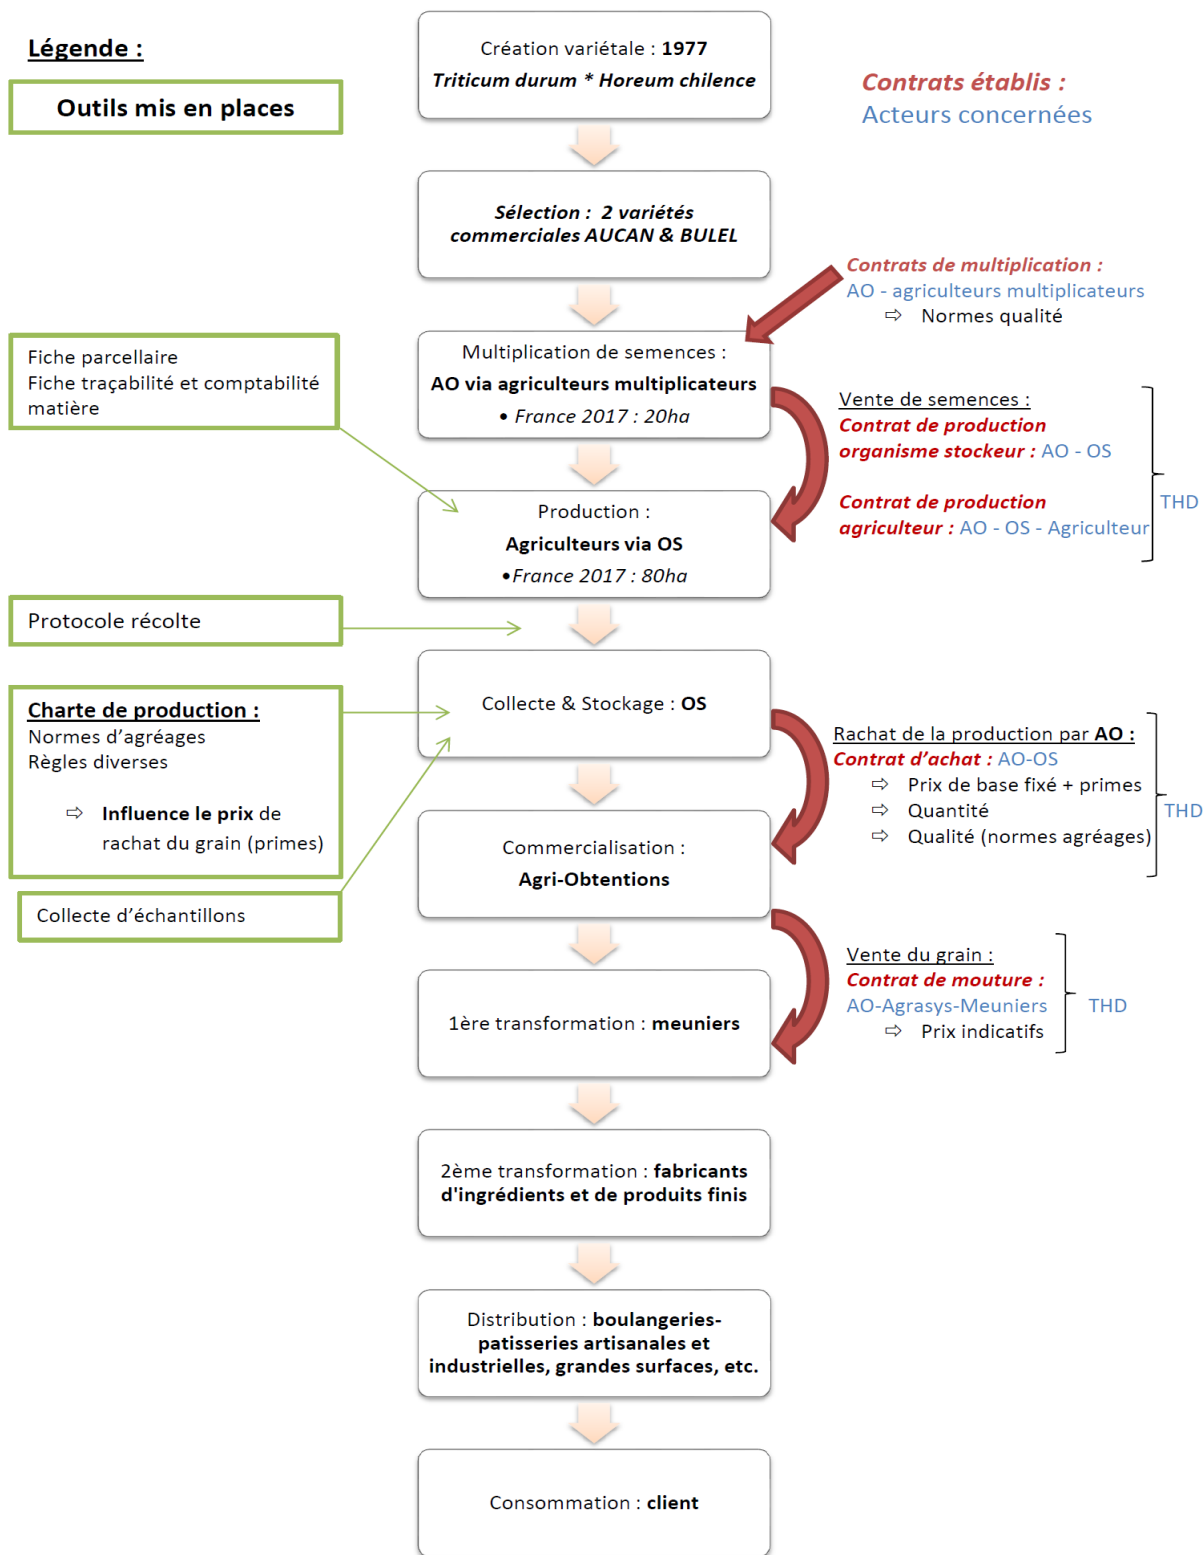 Légende :
Outils mis en places
Création variétale : 1977
Triticum durum * Horeum chilence
Contrats établis :
Acteurs concernées
Sélection : 2 variétés
commerciales AUCAN & BULEL
Contrats de multiplication :
AO - agriculteurs multiplicateurs
⇨ Normes qualité
Fiche parcellaire
Fiche traçabilité et comptabilité
matière
Multiplication de semences :
AO via agriculteurs multiplicateurs
• France 2017 : 20ha
Vente de semences :
Contrat de production
organisme stockeur : AO - OS
Contrat de production
agriculteur : AO - OS - Agriculteur
THD
Production :
Agriculteurs via OS
•France 2017 : 80ha
Protocole récolte
Collecte & Stockage : OS
Charte de production :
Normes d’agréages
Règles diverses
⇨ Influence le prix de
rachat du grain (primes)
Rachat de la production par AO :
Contrat d’achat : AO-OS
⇨ Prix de base fixé + primes
⇨ Quantité
⇨ Qualité (normes agréages)
THD
Commercialisation :
Agri-Obtentions
Collecte d’échantillons
Vente du grain :
Contrat de mouture :
AO-Agrasys-Meuniers
⇨ Prix indicatifs
THD
1ère transformation : meuniers
2ème transformation : fabricants
d'ingrédients et de produits finis
Distribution : boulangeries-
patisseries artisanales et
industrielles, grandes surfaces, etc.
Consommation : client